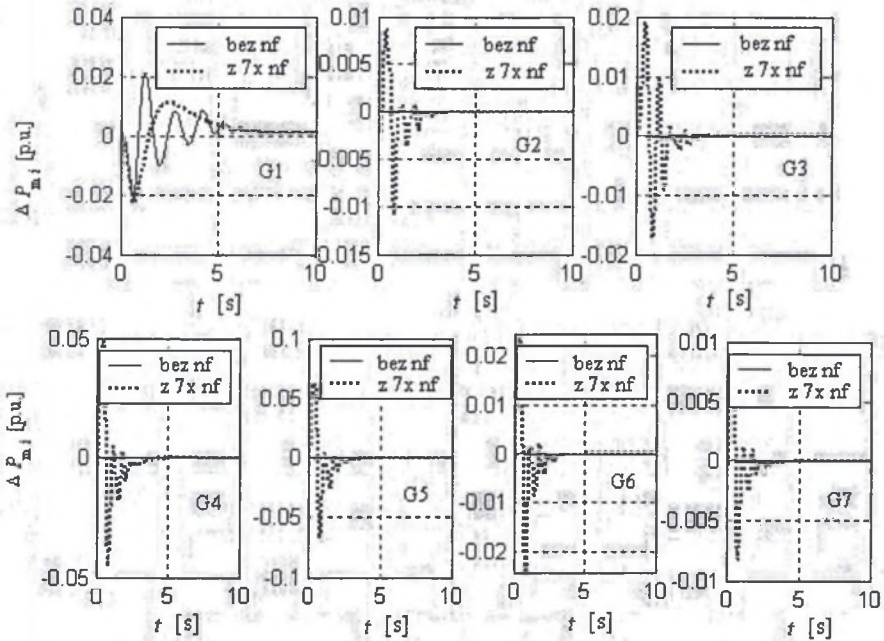 0.04
0.02
0
-0.02
-0.04
Δ P m i [p.u.]
bez nf
z 7x nf
G1
0 5 10
t [s]
0.01
0.005
0
0.005
-0.01
0.015
bez nf
z 7x nf
G2
0 5 10
t [s]
0.02
0.01
0
-0.01
-0.02
bez nf
z 7x nf
G3
0 5 10
t [s]
0.05
0
-0.05
Δ P m i [p.u.]
bez nf
z 7x nf
G4
0 5 10
t [s]
0.1
0.05
0
-0.05
-0.1
bez nf
z 7x nf
G5
0 5 10
t [s]
0.02
0.01
0
-0.01
-0.02
bez nf
z 7x nf
G6
0 5 10
t [s]
0.01
0.005
0
-0.005
-0.01
bez nf
z 7x nf
G7
0 5 10
t [s]